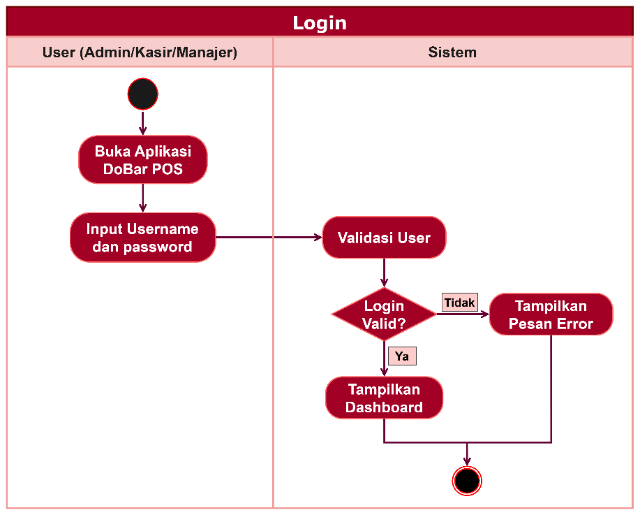 Login
User (Admin/Kasir/Manajer)
Sistem
Buka Aplikasi
DoBar POS
Input Username
dan password
Validasi User
Login
Valid?
Tidak
Tampilkan
Pesan Error
Ya
Tampilkan
Dashboard